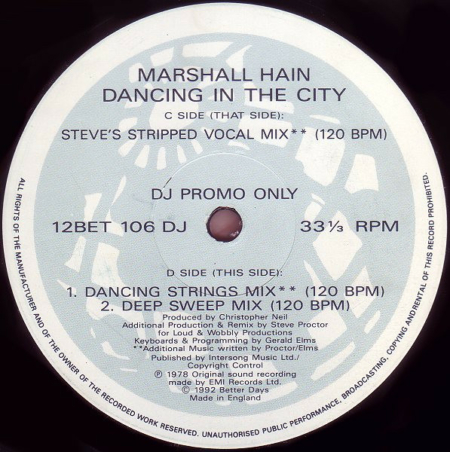 MARSHALL HAIN
DANCING IN THE CITY
C SIDE (THAT SIDE):
STEVE'S STRIPPED VOCAL MIX** (120 BPM)
DJ PROMO ONLY
12BET 106 DJ
33⅓ RPM
D SIDE (THIS SIDE):
1. DANCING STRINGS MIX** (120 BPM)
2. DEEP SWEEP MIX (120 BPM)
Produced by Christopher Neil
Additional Production & Remix by Steve Proctor
for Loud & Wobbly Productions
Keyboards & Programming by Gerald Elms
**Additional Music written by Proctor/Elms
Published by Intersong Music Ltd./
Copyright Control
℗ 1978 Original sound recording
made by EMI Records Ltd.
© 1992 Better Days
Made in England
ALL RIGHTS OF THE MANUFACTURER AND OF THE OWNER OF THE RECORDED WORK RESERVED. UNAUTHORISED PUBLIC PERFORMANCE, BROADCASTING, COPYING AND RENTAL OF THIS RECORD PROHIBITED.